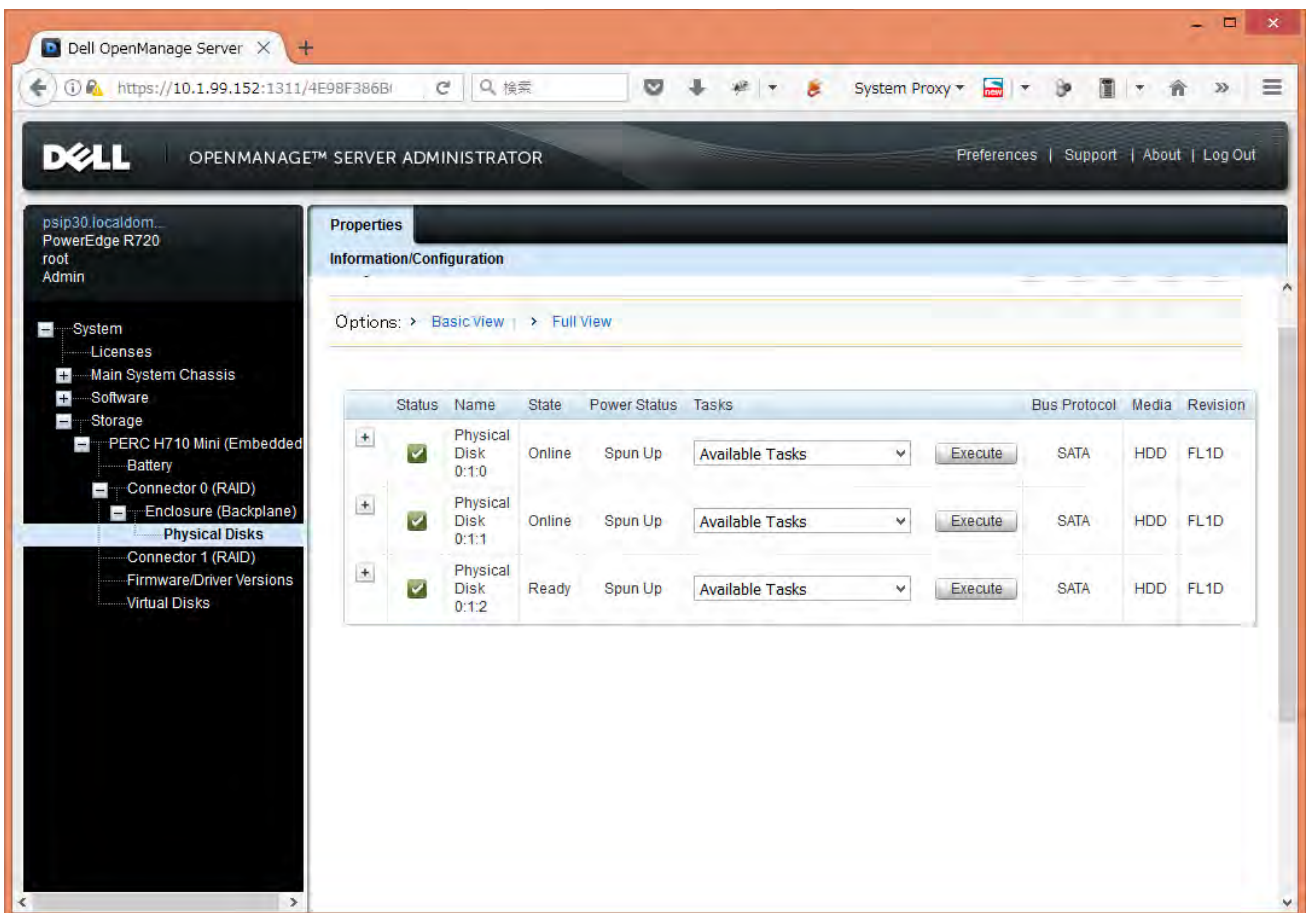 Dell OpenManage Server
https://10.1.99.152:1311/4E98F386B
検索
System Proxy
new
DELL
OPENMANAGE™ SERVER ADMINISTRATOR
Preferences | Support | About | Log Out
psip30.localdom...
PowerEdge R720
root
Admin
System
Licenses
Main System Chassis
Software
Storage
PERC H710 Mini (Embedded
Battery
Connector 0 (RAID)
Enclosure (Backplane)
Physical Disks
Connector 1 (RAID)
Firmware/Driver Versions
Virtual Disks
Properties
Information/Configuration
Options: Basic View | Full View
Status Name State Power Status Tasks Bus Protocol Media Revision
Physical Disk 0:1:0 Online Spun Up Available Tasks Execute SATA HDD FL1D
Physical Disk 0:1:1 Online Spun Up Available Tasks Execute SATA HDD FL1D
Physical Disk 0:1:2 Ready Spun Up Available Tasks Execute SATA HDD FL1D